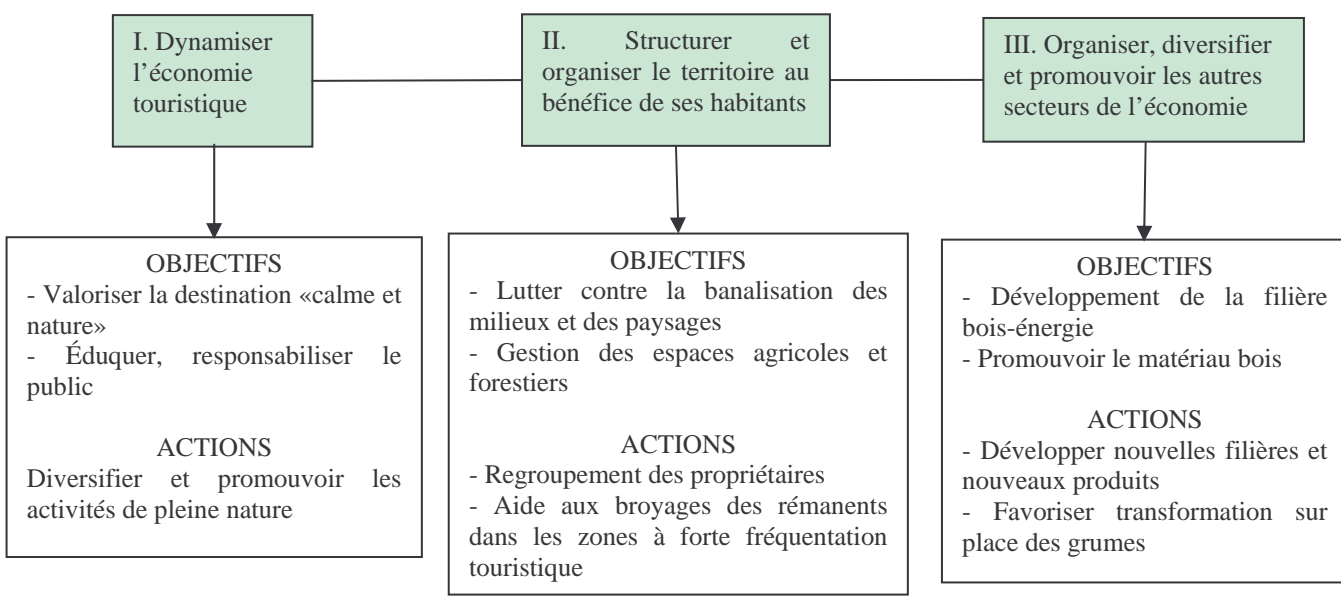 I. Dynamiser
l’économie
touristique
II. Structurer et
organiser le territoire au
bénéfice de ses habitants
III. Organiser, diversifier
et promouvoir les autres
secteurs de l’économie
OBJECTIFS
- Valoriser la destination «calme et
nature»
- Éduquer, responsabiliser le
public
ACTIONS
Diversifier et promouvoir les
activités de pleine nature
OBJECTIFS
- Lutter contre la banalisation des
milieux et des paysages
- Gestion des espaces agricoles et
forestiers
ACTIONS
- Regroupement des propriétaires
- Aide aux broyages des rémanents
dans les zones à forte fréquentation
touristique
OBJECTIFS
- Développement de la filière
bois-énergie
- Promouvoir le matériau bois
ACTIONS
- Développer nouvelles filières et
nouveaux produits
- Favoriser transformation sur
place des grumes